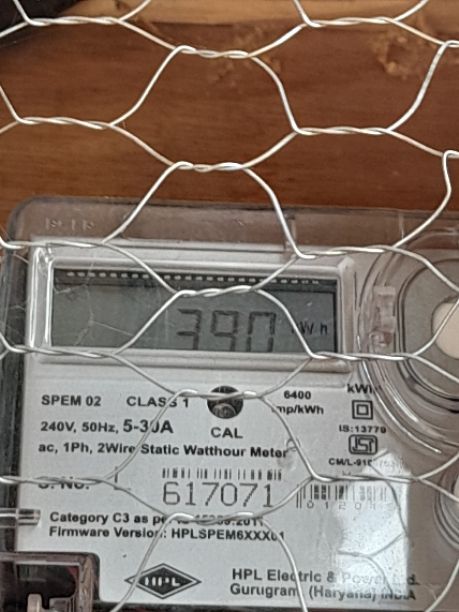 390 kWh
SPEM 02 CLASS 1 6400 imp/kWh kWh
240V, 50Hz, 5-30A CAL IS:13779
ac, 1Ph, 2Wire Static Watthour Meter
CM/L-
S. No. 617071
Category C3 as per
Firmware Version: HPLSPEM6XXX01
HPL
HPL Electric & Power Ltd.
Gurugram (Haryana) INDIA